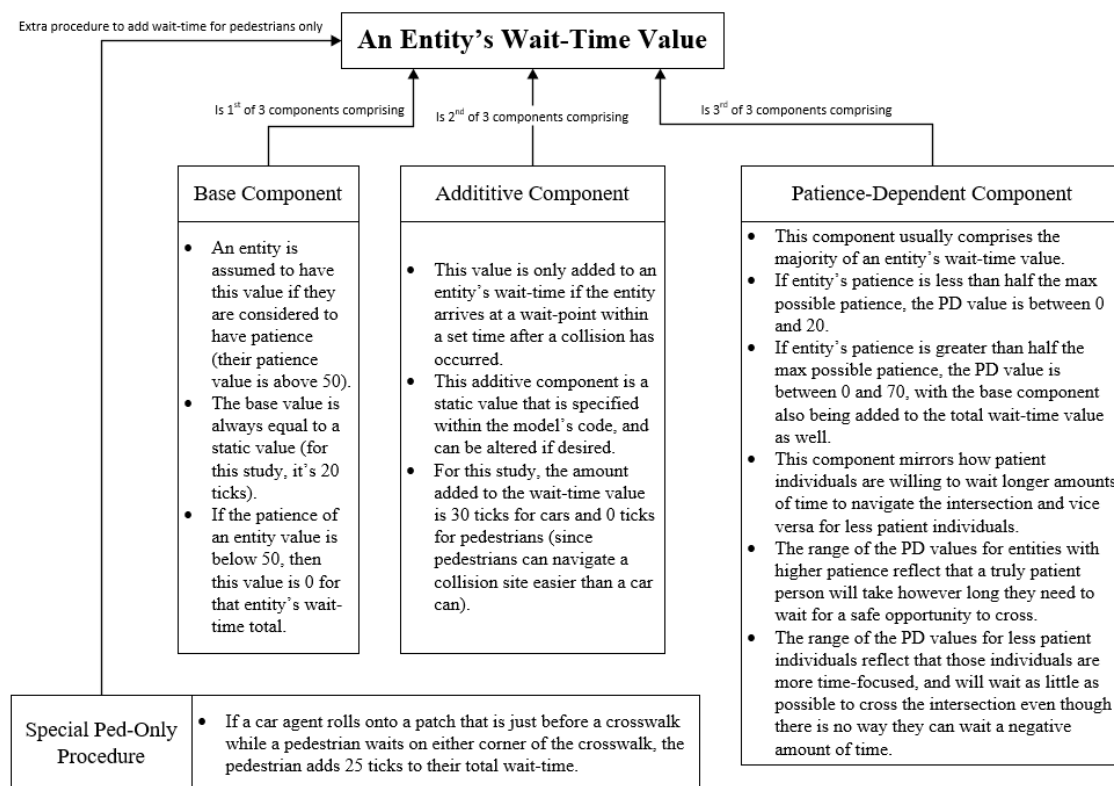 Extra procedure to add wait-time for pedestrians only
An Entity's Wait-Time Value
Is 1st of 3 components comprising
Is 2nd of 3 components comprising
Is 3rd of 3 components comprising
Base Component
• An entity is
assumed to have
this value if they
are considered to
have patience
(their patience
value is above 50).
• The base value is
always equal to a
static value (for
this study, it's 20
ticks).
• If the patience of
an entity value is
below 50, then
this value is 0 for
that entity's wait-
time total.
Addititive Component
• This value is only added to an
entity's wait-time if the entity
arrives at a wait-point within
a set time after a collision has
occurred.
• This additive component is a
static value that is specified
within the model's code, and
can be altered if desired.
• For this study, the amount
added to the wait-time value
is 30 ticks for cars and 0 ticks
for pedestrians (since
pedestrians can navigate a
collision site easier than a car
can).
Patience-Dependent Component
• This component usually comprises the
majority of an entity's wait-time value.
• If entity's patience is less than half the max
possible patience, the PD value is between 0
and 20.
• If entity's patience is greater than half the
max possible patience, the PD value is
between 0 and 70, with the base component
also being added to the total wait-time value
as well.
• This component mirrors how patient
individuals are willing to wait longer amounts
of time to navigate the intersection and vice
versa for less patient individuals.
• The range of the PD values for entities with
higher patience reflect that a truly patient
person will take however long they need to
wait for a safe opportunity to cross.
• The range of the PD values for less patient
individuals reflect that those individuals are
more time-focused, and will wait as little as
possible to cross the intersection even though
there is no way they can wait a negative
amount of time.
Special Ped-Only
Procedure
• If a car agent rolls onto a patch that is just before a crosswalk
while a pedestrian waits on either corner of the crosswalk, the
pedestrian adds 25 ticks to their total wait-time.